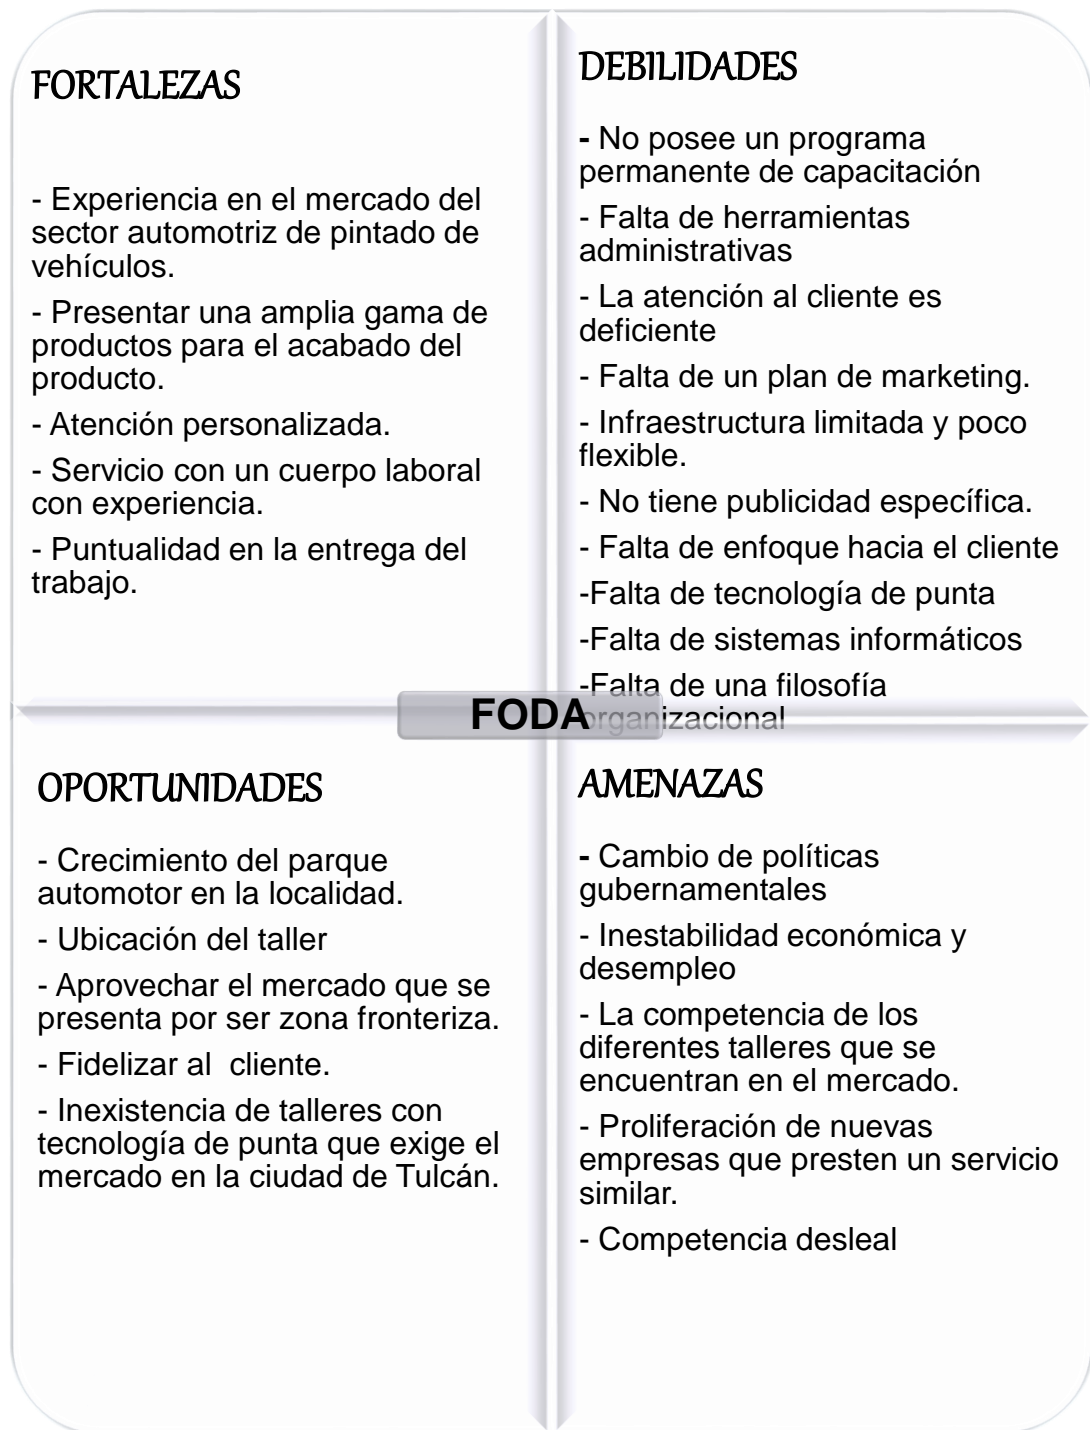 FORTALEZAS
- Experiencia en el mercado del
sector automotriz de pintado de
vehículos.
- Presentar una amplia gama de
productos para el acabado del
producto.
- Atención personalizada.
- Servicio con un cuerpo laboral
con experiencia.
- Puntualidad en la entrega del
trabajo.
DEBILIDADES
- No posee un programa
permanente de capacitación
- Falta de herramientas
administrativas
- La atención al cliente es
deficiente
- Falta de un plan de marketing.
- Infraestructura limitada y poco
flexible.
- No tiene publicidad específica.
- Falta de enfoque hacia el cliente
-Falta de tecnología de punta
-Falta de sistemas informáticos
-Falta de una filosofía
organizacional
FODA
OPORTUNIDADES
- Crecimiento del parque
automotor en la localidad.
- Ubicación del taller
- Aprovechar el mercado que se
presenta por ser zona fronteriza.
- Fidelizar al  cliente.
- Inexistencia de talleres con
tecnología de punta que exige el
mercado en la ciudad de Tulcán.
AMENAZAS
- Cambio de políticas
gubernamentales
- Inestabilidad económica y
desempleo
- La competencia de los
diferentes talleres que se
encuentran en el mercado.
- Proliferación de nuevas
empresas que presten un servicio
similar.
- Competencia desleal